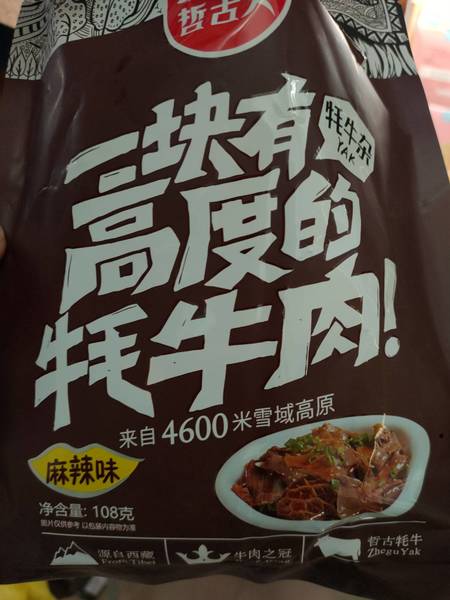 哲古
一块有
牦牛杂
YAK
高度的
牦牛肉!
来自4600米雪域高原
麻辣味
净含量: 108克
图片仅供参考 以包装内容物为准
源自西藏
From Tibet
牛肉之冠
哲古牦牛
Zhegu Yak